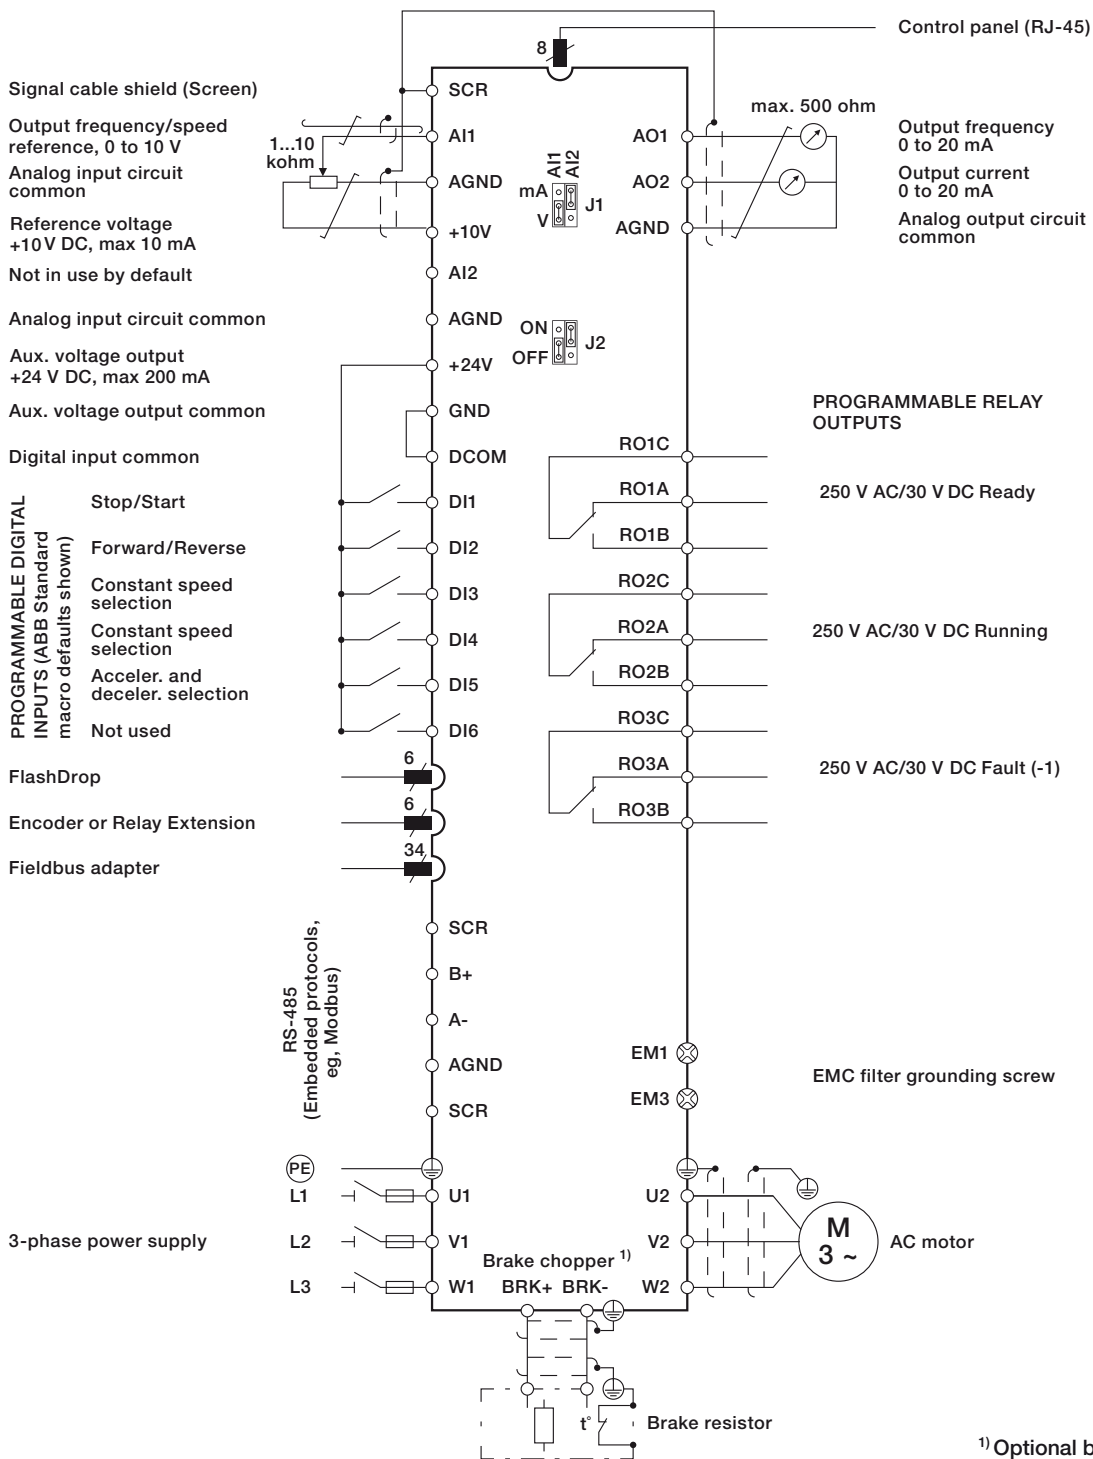 Control panel (RJ-45)
8
Signal cable shield (Screen)
SCR
max. 500 ohm
Output frequency/speed
reference, 0 to 10 V
1...10
kohm
AI1
AO1
Output frequency
0 to 20 mA
Analog input circuit
common
AGND
AI1
AI2
mA
V
J1
AO2
Output current
0 to 20 mA
Reference voltage
+10V DC, max 10 mA
+10V
AGND
Analog output circuit
common
Not in use by default
AI2
Analog input circuit common
AGND
ON
OFF
J2
Aux. voltage output
+24 V DC, max 200 mA
+24V
Aux. voltage output common
GND
PROGRAMMABLE RELAY
OUTPUTS
Digital input common
DCOM
RO1C
PROGRAMMABLE DIGITAL
INPUTS (ABB Standard
macro defaults shown)
Stop/Start
DI1
RO1A
250 V AC/30 V DC Ready
Forward/Reverse
DI2
RO1B
Constant speed
selection
DI3
RO2C
Constant speed
selection
DI4
RO2A
250 V AC/30 V DC Running
Acceler. and
deceler. selection
DI5
RO2B
Not used
DI6
RO3C
FlashDrop
6
RO3A
250 V AC/30 V DC Fault (-1)
Encoder or Relay Extension
6
RO3B
Fieldbus adapter
34
RS-485
(Embedded protocols,
eg, Modbus)
SCR
B+
A-
AGND
SCR
EM1
EM3
EMC filter grounding screw
PE
L1
U1
U2
3-phase power supply
L2
V1
V2
M
3 ~
AC motor
Brake chopper 1)
L3
W1
BRK+ BRK-
W2
t°
Brake resistor
1) Optional b